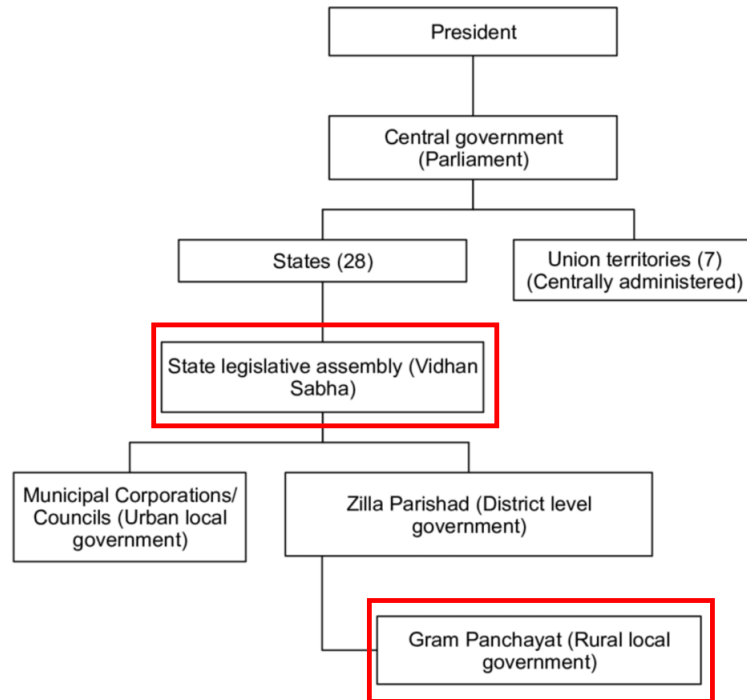 President
Central government
(Parliament)
States (28)
Union territories (7)
(Centrally administered)
State legislative assembly (Vidhan
Sabha)
Municipal Corporations/
Councils (Urban local
government)
Zilla Parishad (District level
government)
Gram Panchayat (Rural local
government)